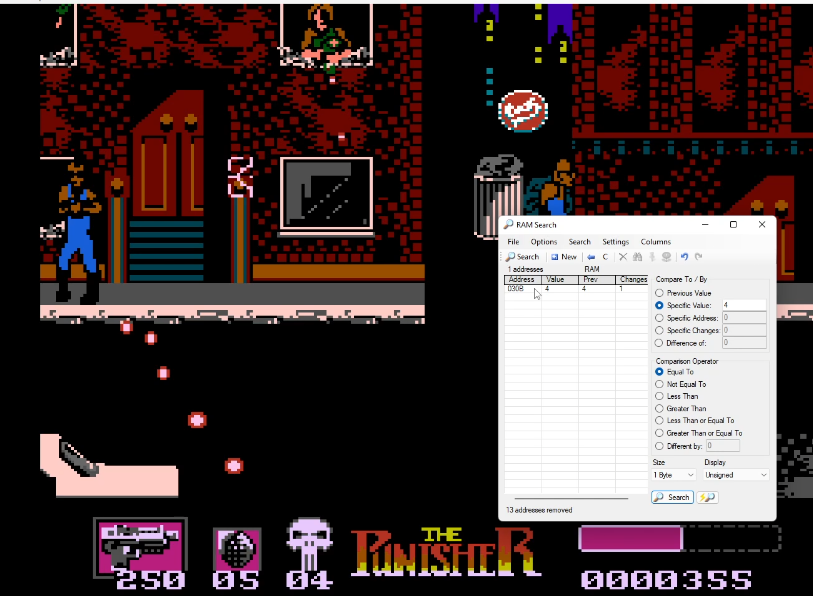 RAM Search
File Options Search Settings Columns
Search New C
1 addresses RAM
Address Value Prev Changes
030B 4 4 1
Compare To / By
Previous Value
Specific Value: 4
Specific Address: 0
Specific Changes: 0
Difference of: 0
Comparison Operator
Equal To
Not Equal To
Less Than
Greater Than
Less Than or Equal To
Greater Than or Equal To
Different by: 0
Size Display
1 Byte Unsigned
Search
13 addresses removed
THE
PUNISHER
250 05 04 0000355